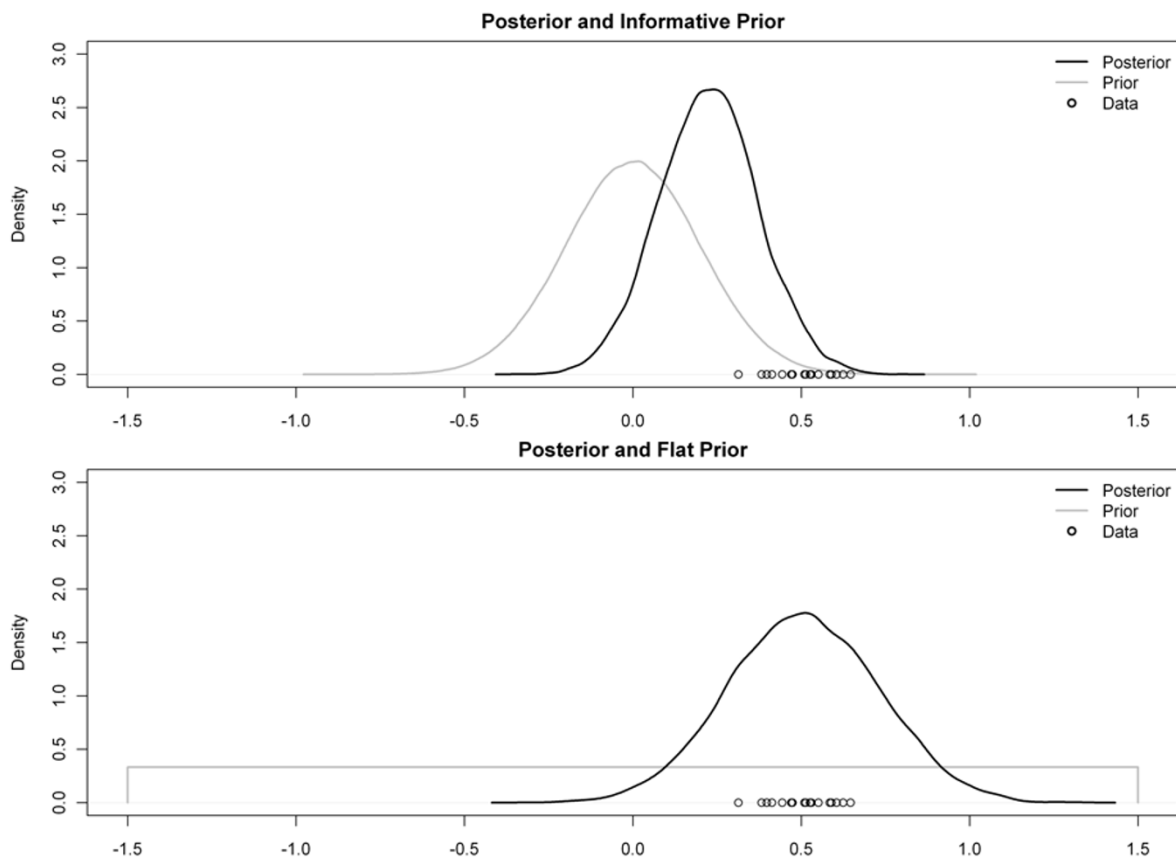 Posterior and Informative Prior
3.0
2.5
2.0
1.5
1.0
0.5
0.0
Density
Posterior
Prior
Data
-1.5 -1.0 -0.5 0.0 0.5 1.0 1.5
Posterior and Flat Prior
3.0
2.5
2.0
1.5
1.0
0.5
0.0
Density
Posterior
Prior
Data
-1.5 -1.0 -0.5 0.0 0.5 1.0 1.5